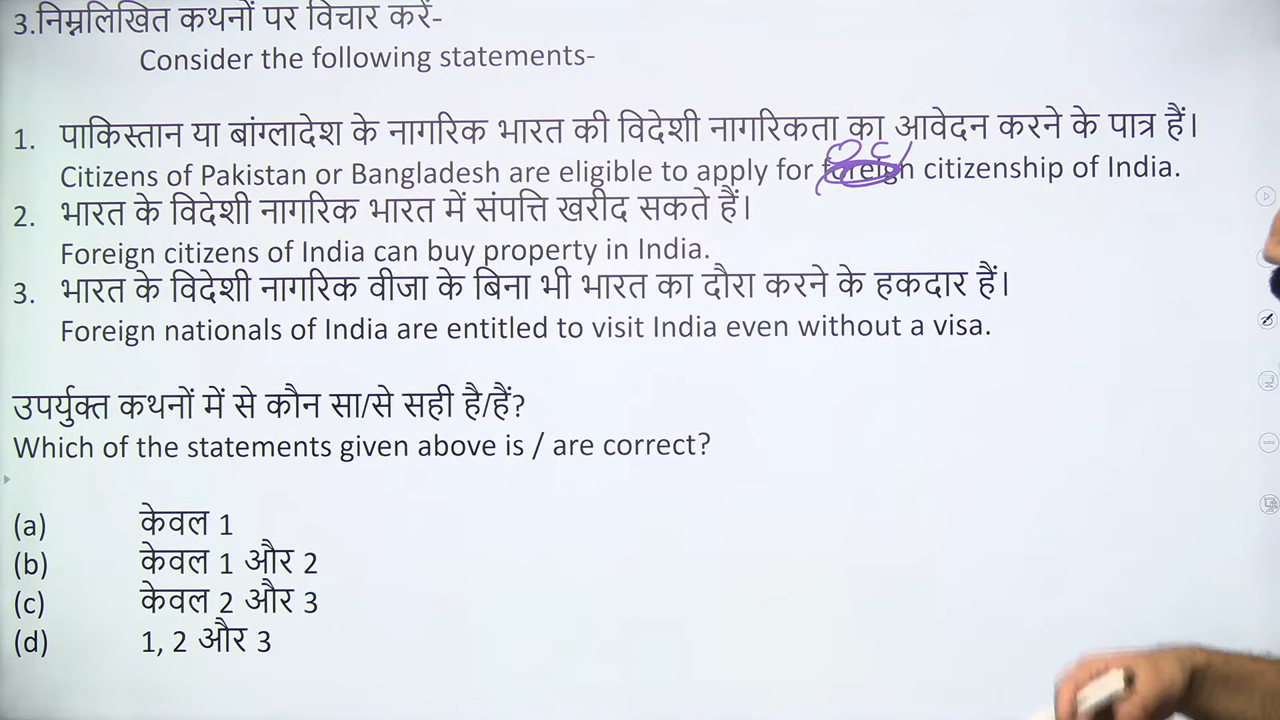 3.निम्नलिखित कथनों पर विचार करें-
Consider the following statements-
1. पाकिस्तान या बांग्लादेश के नागरिक भारत की विदेशी नागरिकता का आवेदन करने के पात्र हैं।
Citizens of Pakistan or Bangladesh are eligible to apply for foreign citizenship of India.
2. भारत के विदेशी नागरिक भारत में संपत्ति खरीद सकते हैं।
Foreign citizens of India can buy property in India.
3. भारत के विदेशी नागरिक वीजा के बिना भी भारत का दौरा करने के हकदार हैं।
Foreign nationals of India are entitled to visit India even without a visa.
उपर्युक्त कथनों में से कौन सा/से सही है/हैं?
Which of the statements given above is / are correct?
(a) केवल 1
(b) केवल 1 और 2
(c) केवल 2 और 3
(d) 1, 2 और 3